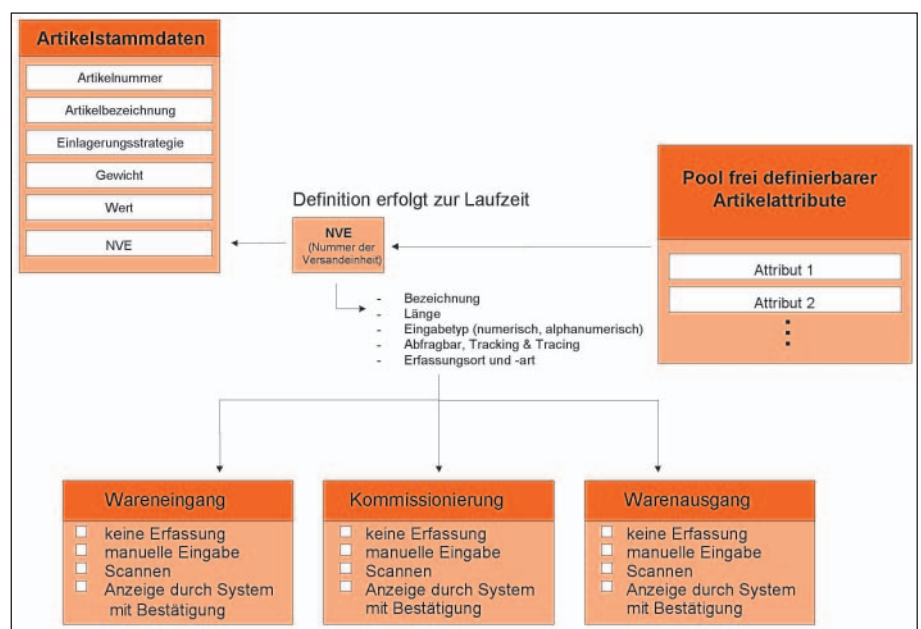 Artikelstammdaten
Artikelnummer
Artikelbezeichnung
Einlagerungsstrategie
Gewicht
Wert
NVE
Definition erfolgt zur Laufzeit
NVE
(Nummer der
Versandeinheit)
Pool frei definierbarer
Artikelattribute
Attribut 1
Attribut 2
- Bezeichnung
- Länge
- Eingabetyp (numerisch, alphanumerisch)
- Abfragbar, Tracking & Tracing
- Erfassungsort und -art
Wareneingang
keine Erfassung
manuelle Eingabe
Scannen
Anzeige durch System
mit Bestätigung
Kommissionierung
keine Erfassung
manuelle Eingabe
Scannen
Anzeige durch System
mit Bestätigung
Warenausgang
keine Erfassung
manuelle Eingabe
Scannen
Anzeige durch System
mit Bestätigung